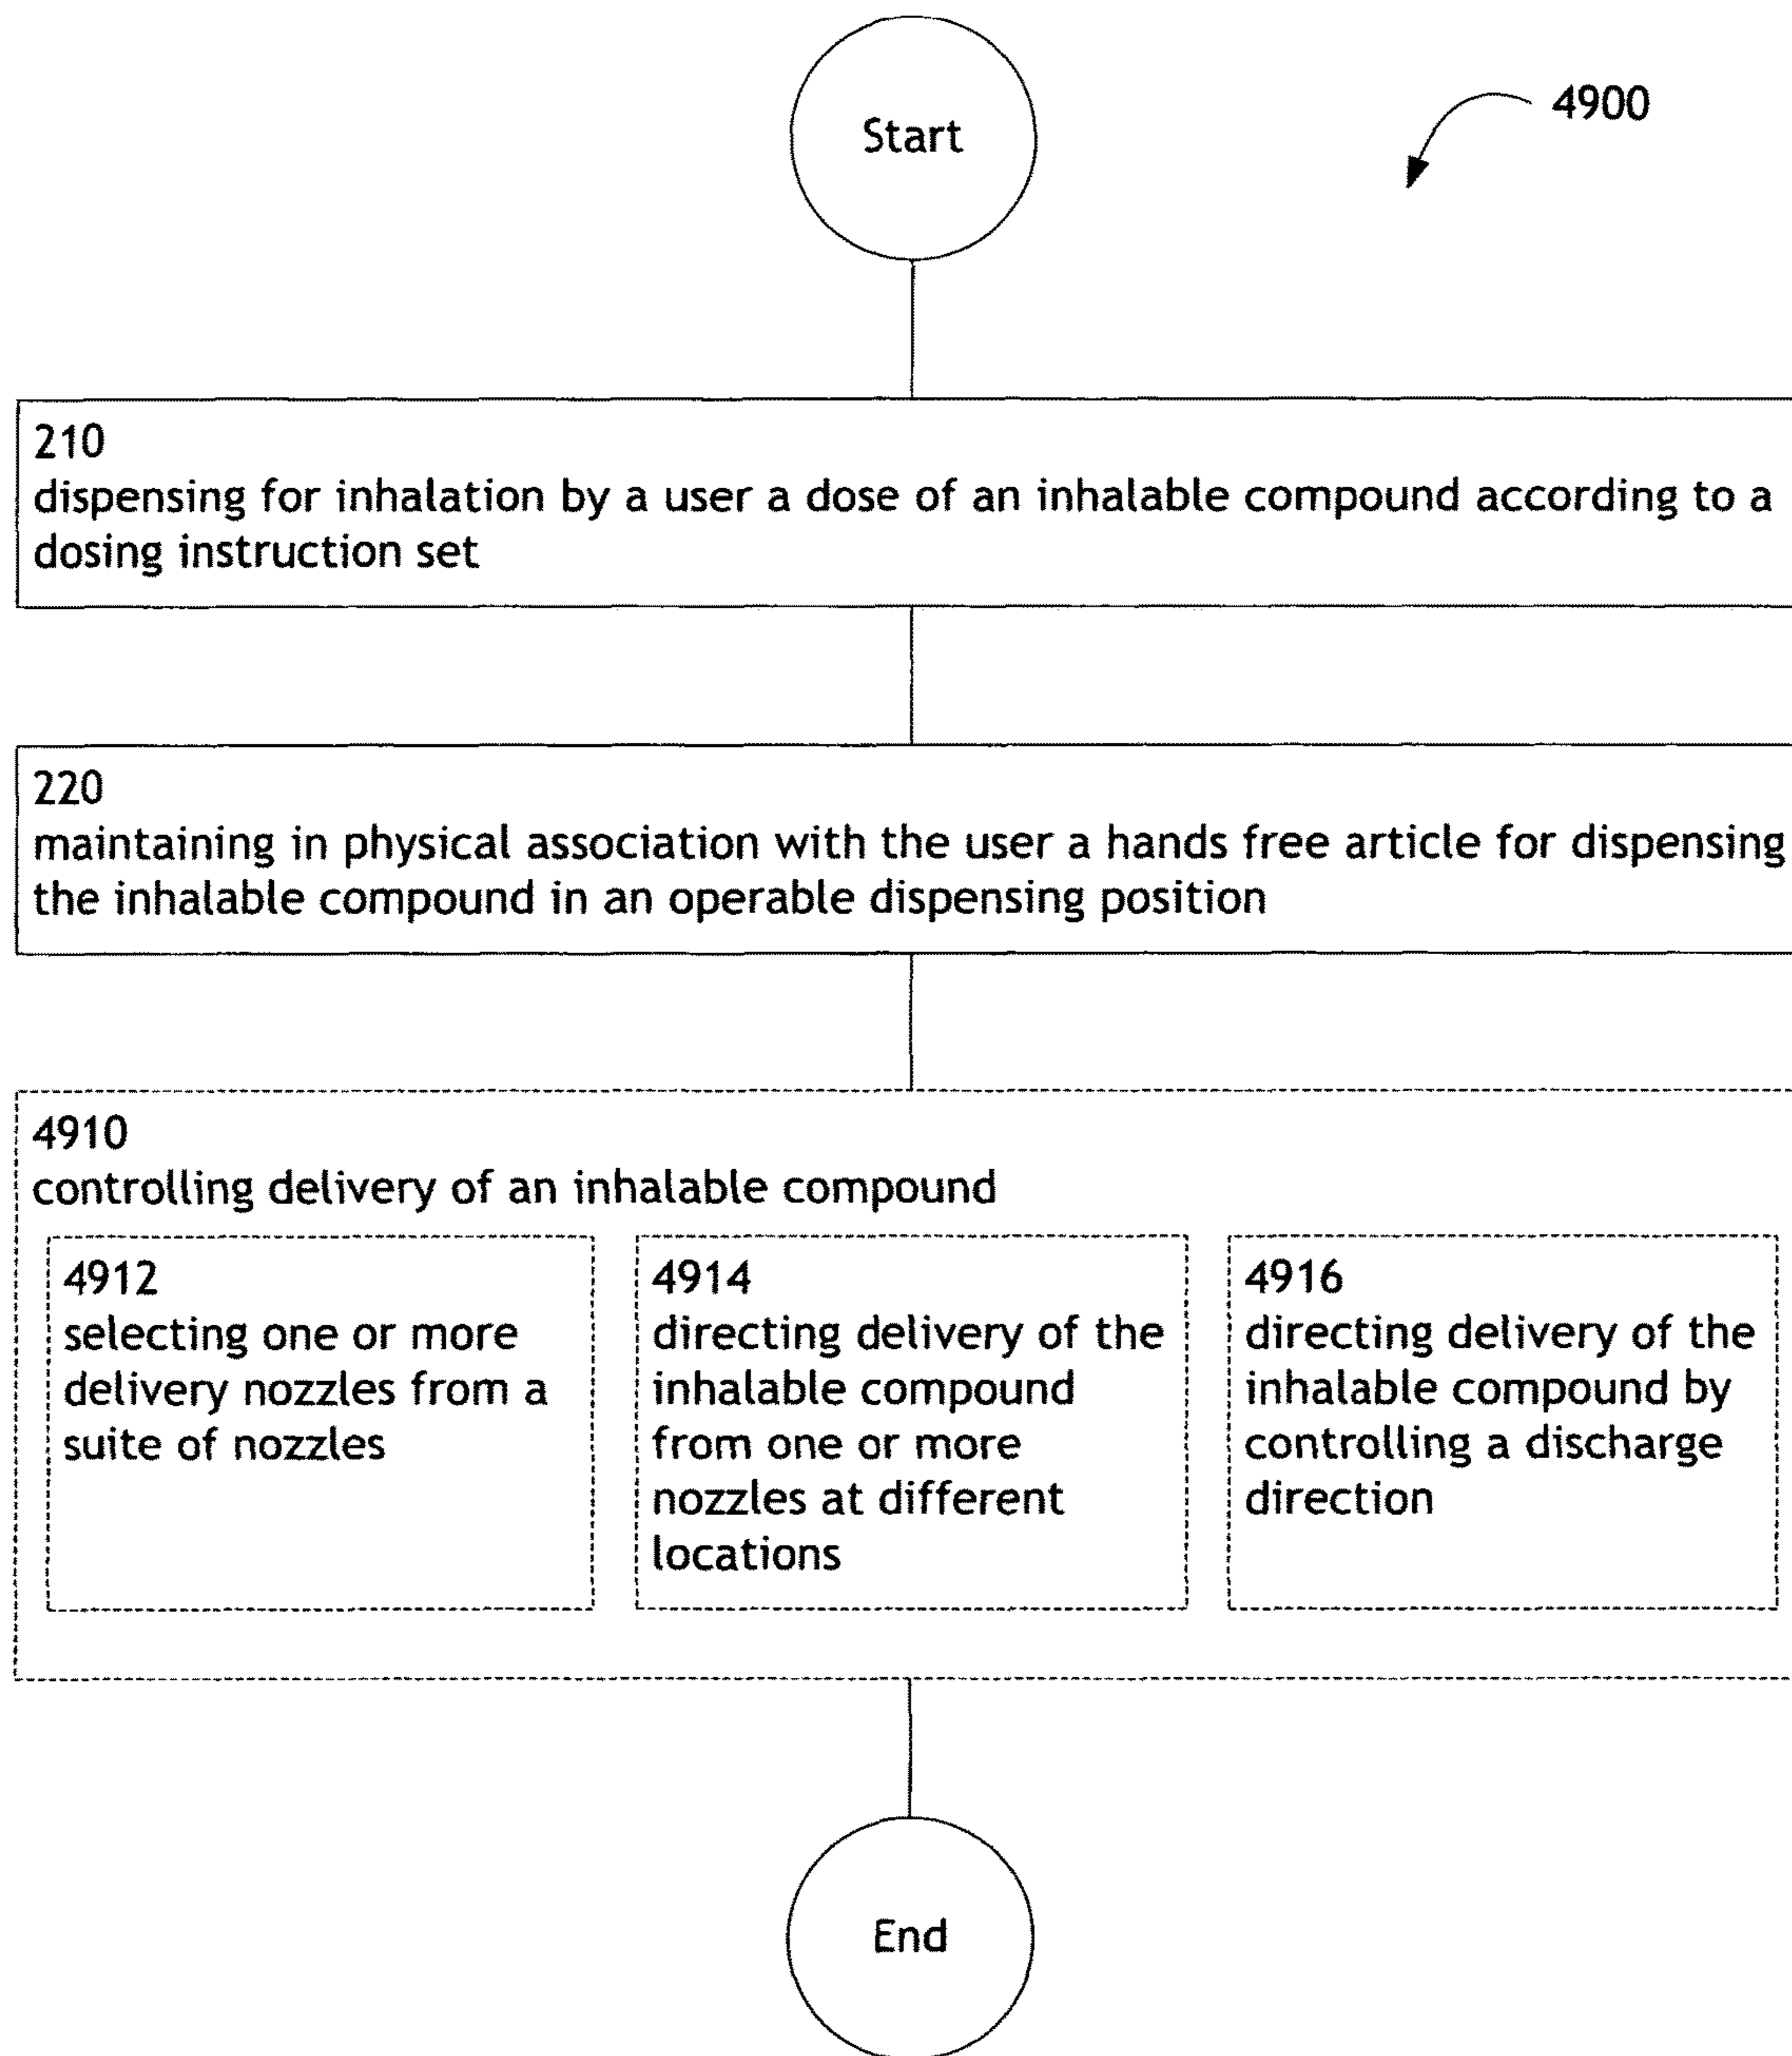 Start
4900
210
dispensing for inhalation by a user a dose of an inhalable compound according to a
dosing instruction set
220
maintaining in physical association with the user a hands free article for dispensing
the inhalable compound in an operable dispensing position
4910
controlling delivery of an inhalable compound
4912
selecting one or more
delivery nozzles from a
suite of nozzles
4914
directing delivery of the
inhalable compound
from one or more
nozzles at different
locations
4916
directing delivery of the
inhalable compound by
controlling a discharge
direction
End